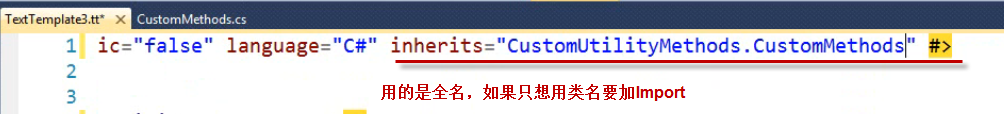 TextTemplate3.tt* CustomMethods.cs
1 ic="false" language="C#" inherits="CustomUtilityMethods.CustomMethods" #>
2
3
用的是全名，如果只想用类名要加Import